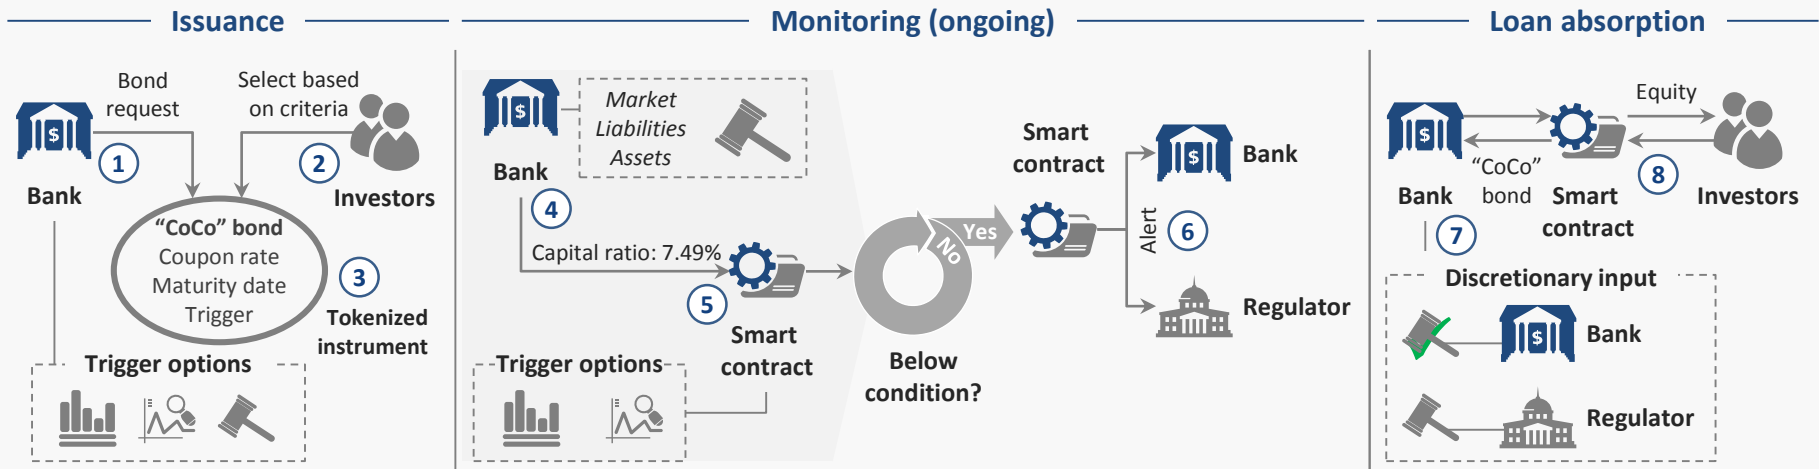 Issuance
Bond
request
Select based
on criteria
$
1
2
Bank
Investors
“CoCo” bond
Coupon rate
Maturity date
Trigger
3
Tokenized
instrument
Trigger options
Monitoring (ongoing)
$
Market
Liabilities
Assets
Bank
4
Capital ratio: 7.49%
5
Smart
contract
Trigger options
No
Yes
Below
condition?
Smart
contract
$
Bank
Alert
6
Regulator
Loan absorption
$
Equity
“CoCo”
bond
8
Bank
Smart
contract
Investors
7
Discretionary input
$
Bank
Regulator